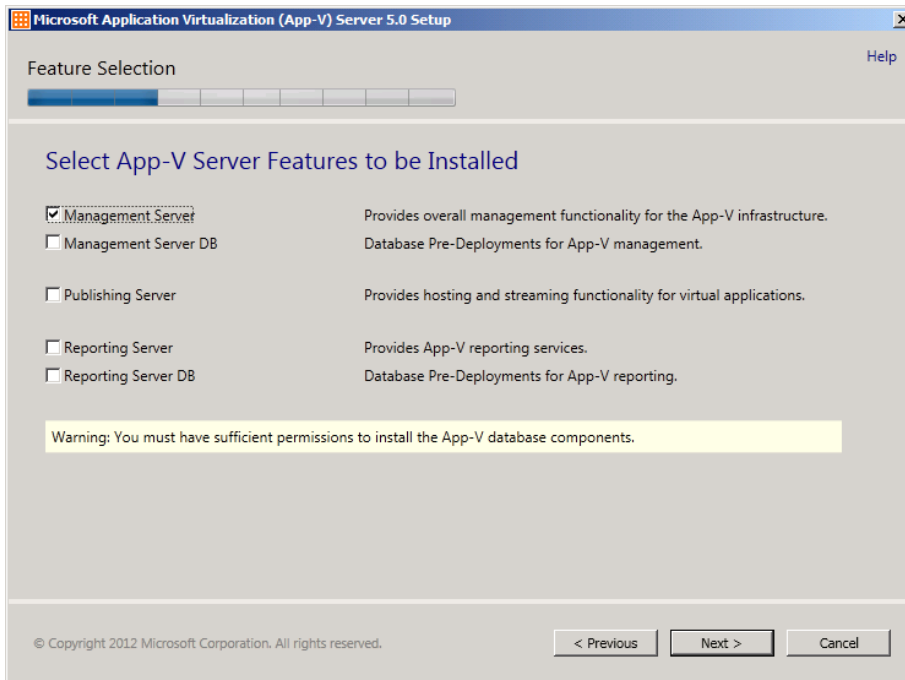 Microsoft Application Virtualization (App-V) Server 5.0 Setup
Help
Feature Selection
Select App-V Server Features to be Installed
Management Server Provides overall management functionality for the App-V infrastructure.
Management Server DB Database Pre-Deployments for App-V management.
Publishing Server Provides hosting and streaming functionality for virtual applications.
Reporting Server Provides App-V reporting services.
Reporting Server DB Database Pre-Deployments for App-V reporting.
Warning: You must have sufficient permissions to install the App-V database components.
© Copyright 2012 Microsoft Corporation. All rights reserved. < Previous Next > Cancel